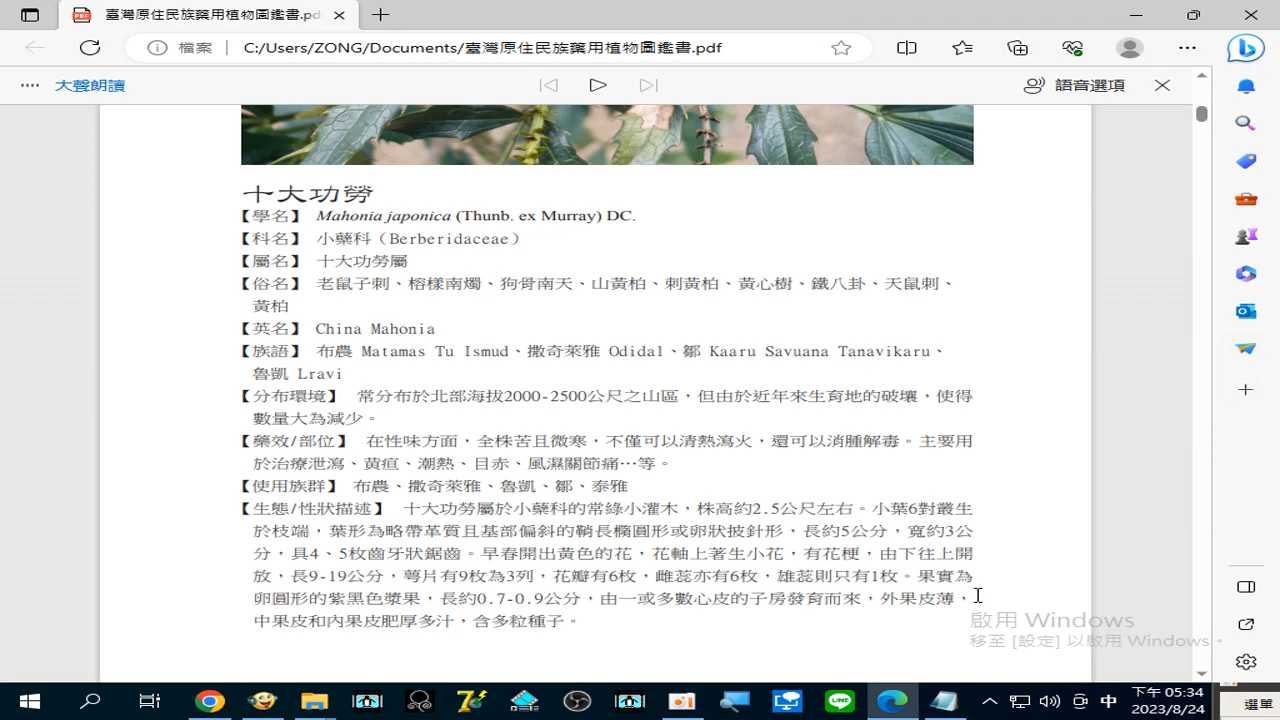 臺灣原住民族藥用植物圖鑑書.pd
檔案 C:/Users/ZONG/Documents/臺灣原住民族藥用植物圖鑑書.pdf
大聲朗讀 語音選項
十大功勞
【學名】 Mahonia japonica (Thunb. ex Murray) DC.
【科名】 小蘗科（Berberidaceae）
【屬名】 十大功勞屬
【俗名】 老鼠子刺、榕樣南燭、狗骨南天、山黃柏、刺黃柏、黃心樹、鐵八卦、天鼠刺、
黃柏
【英名】 China Mahonia
【族語】 布農 Matamas Tu Ismud、撒奇萊雅 Odidal、鄒 Kaaru Savuana Tanavikaru、
魯凱 Lravi
【分布環境】 常分布於北部海拔2000-2500公尺之山區，但由於近年來生育地的破壞，使得
數量大為減少。
【藥效/部位】 在性味方面，全株苦且微寒，不僅可以清熱瀉火，還可以消腫解毒。主要用
於治療泄瀉、黃疸、潮熱、目赤、風濕關節痛…等。
【使用族群】 布農、撒奇萊雅、魯凱、鄒、泰雅
【生態/性狀描述】 十大功勞屬於小蘗科的常綠小灌木，株高約2.5公尺左右。小葉6對叢生
於枝端，葉形為略帶革質且基部偏斜的鞘長橢圓形或卵狀披針形，長約5公分，寬約3公
分，具4、5枚齒牙狀鋸齒。早春開出黃色的花，花軸上著生小花，有花梗，由下往上開
放，長9-19公分，萼片有9枚為3列，花瓣有6枚，雌蕊亦有6枚，雄蕊則只有1枚。果實為
卵圓形的紫黑色漿果，長約0.7-0.9公分，由一或多數心皮的子房發育而來，外果皮薄，
中果皮和內果皮肥厚多汁，含多粒種子。
啟用 Windows
移至 [設定] 以啟用 Windows。
中
下午 05:34
2023/8/24
選單